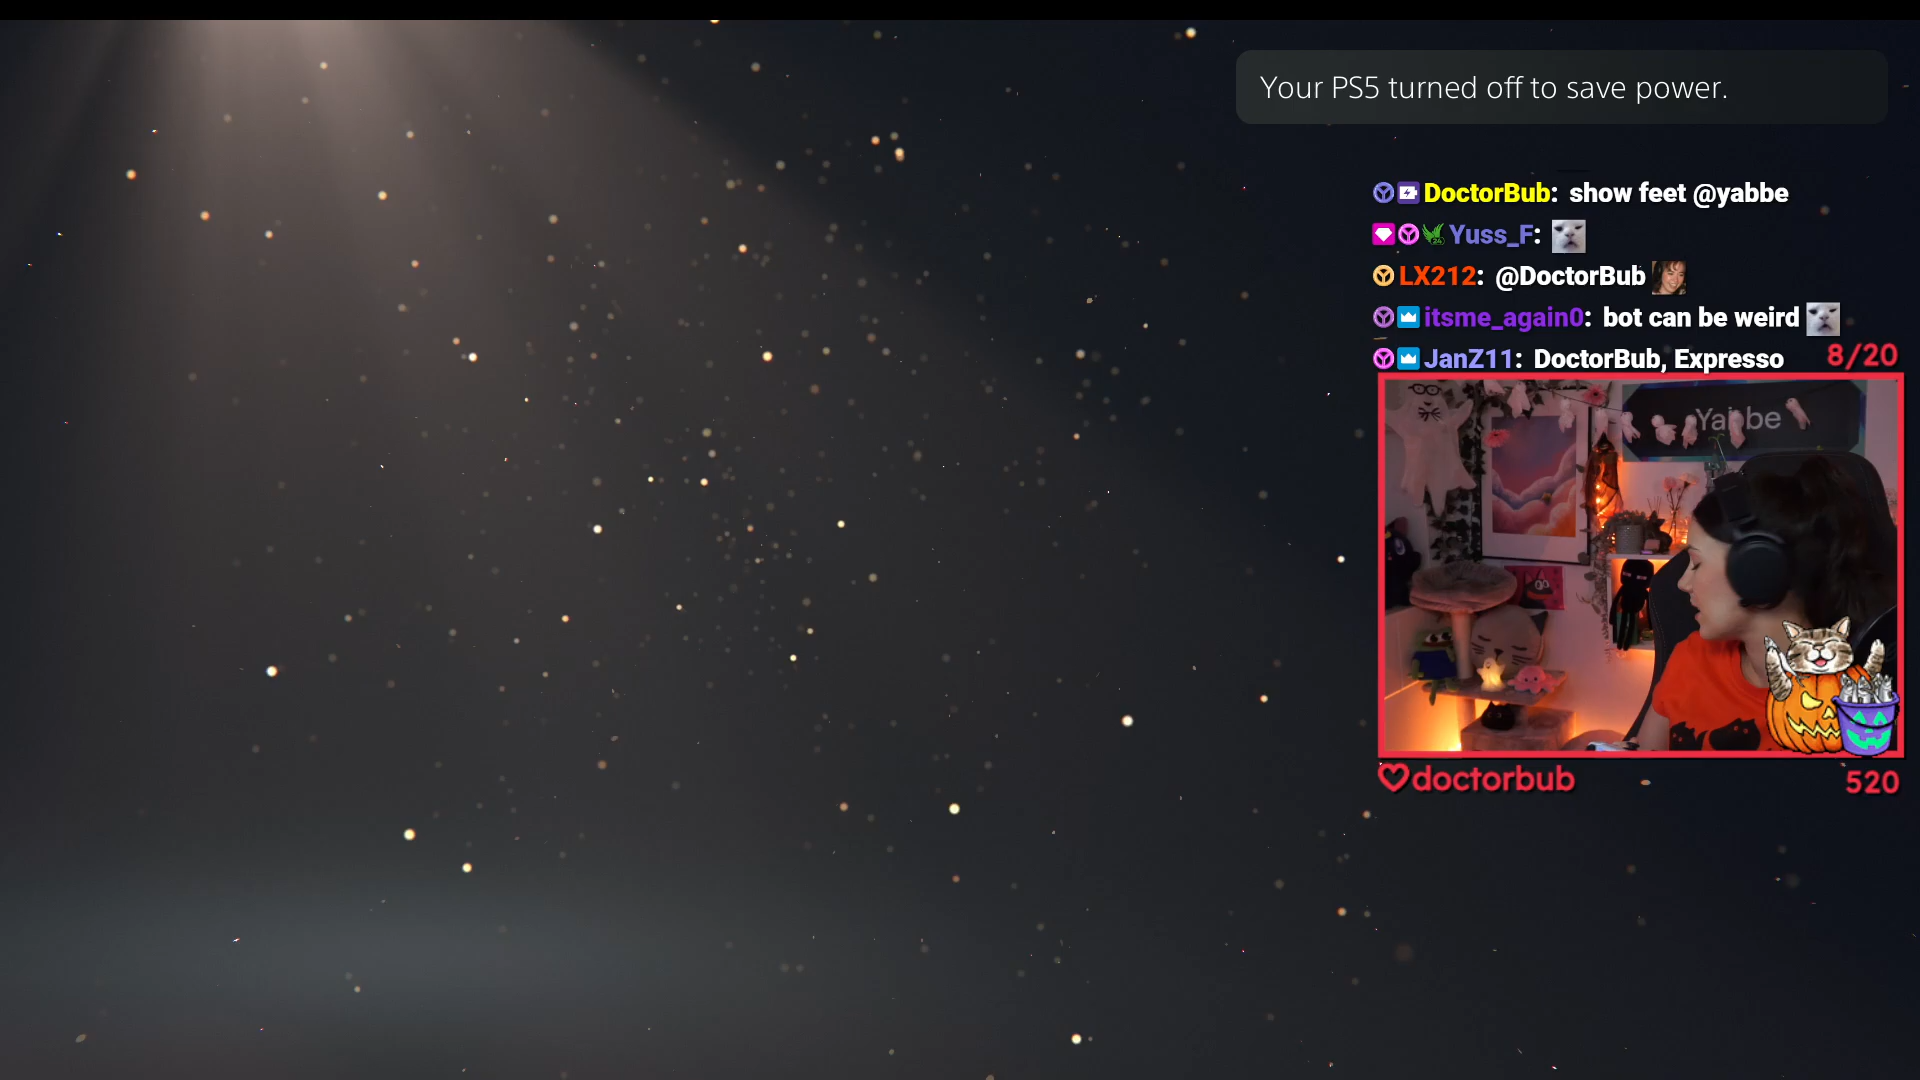 Your PS5 turned off to save power.
DoctorBub: show feet @yabbe
Yuss_F:
LX212: @DoctorBub
itsme_again0: bot can be weird
JanZ11: DoctorBub, Expresso
8/20
Yabbe
doctorbub
520